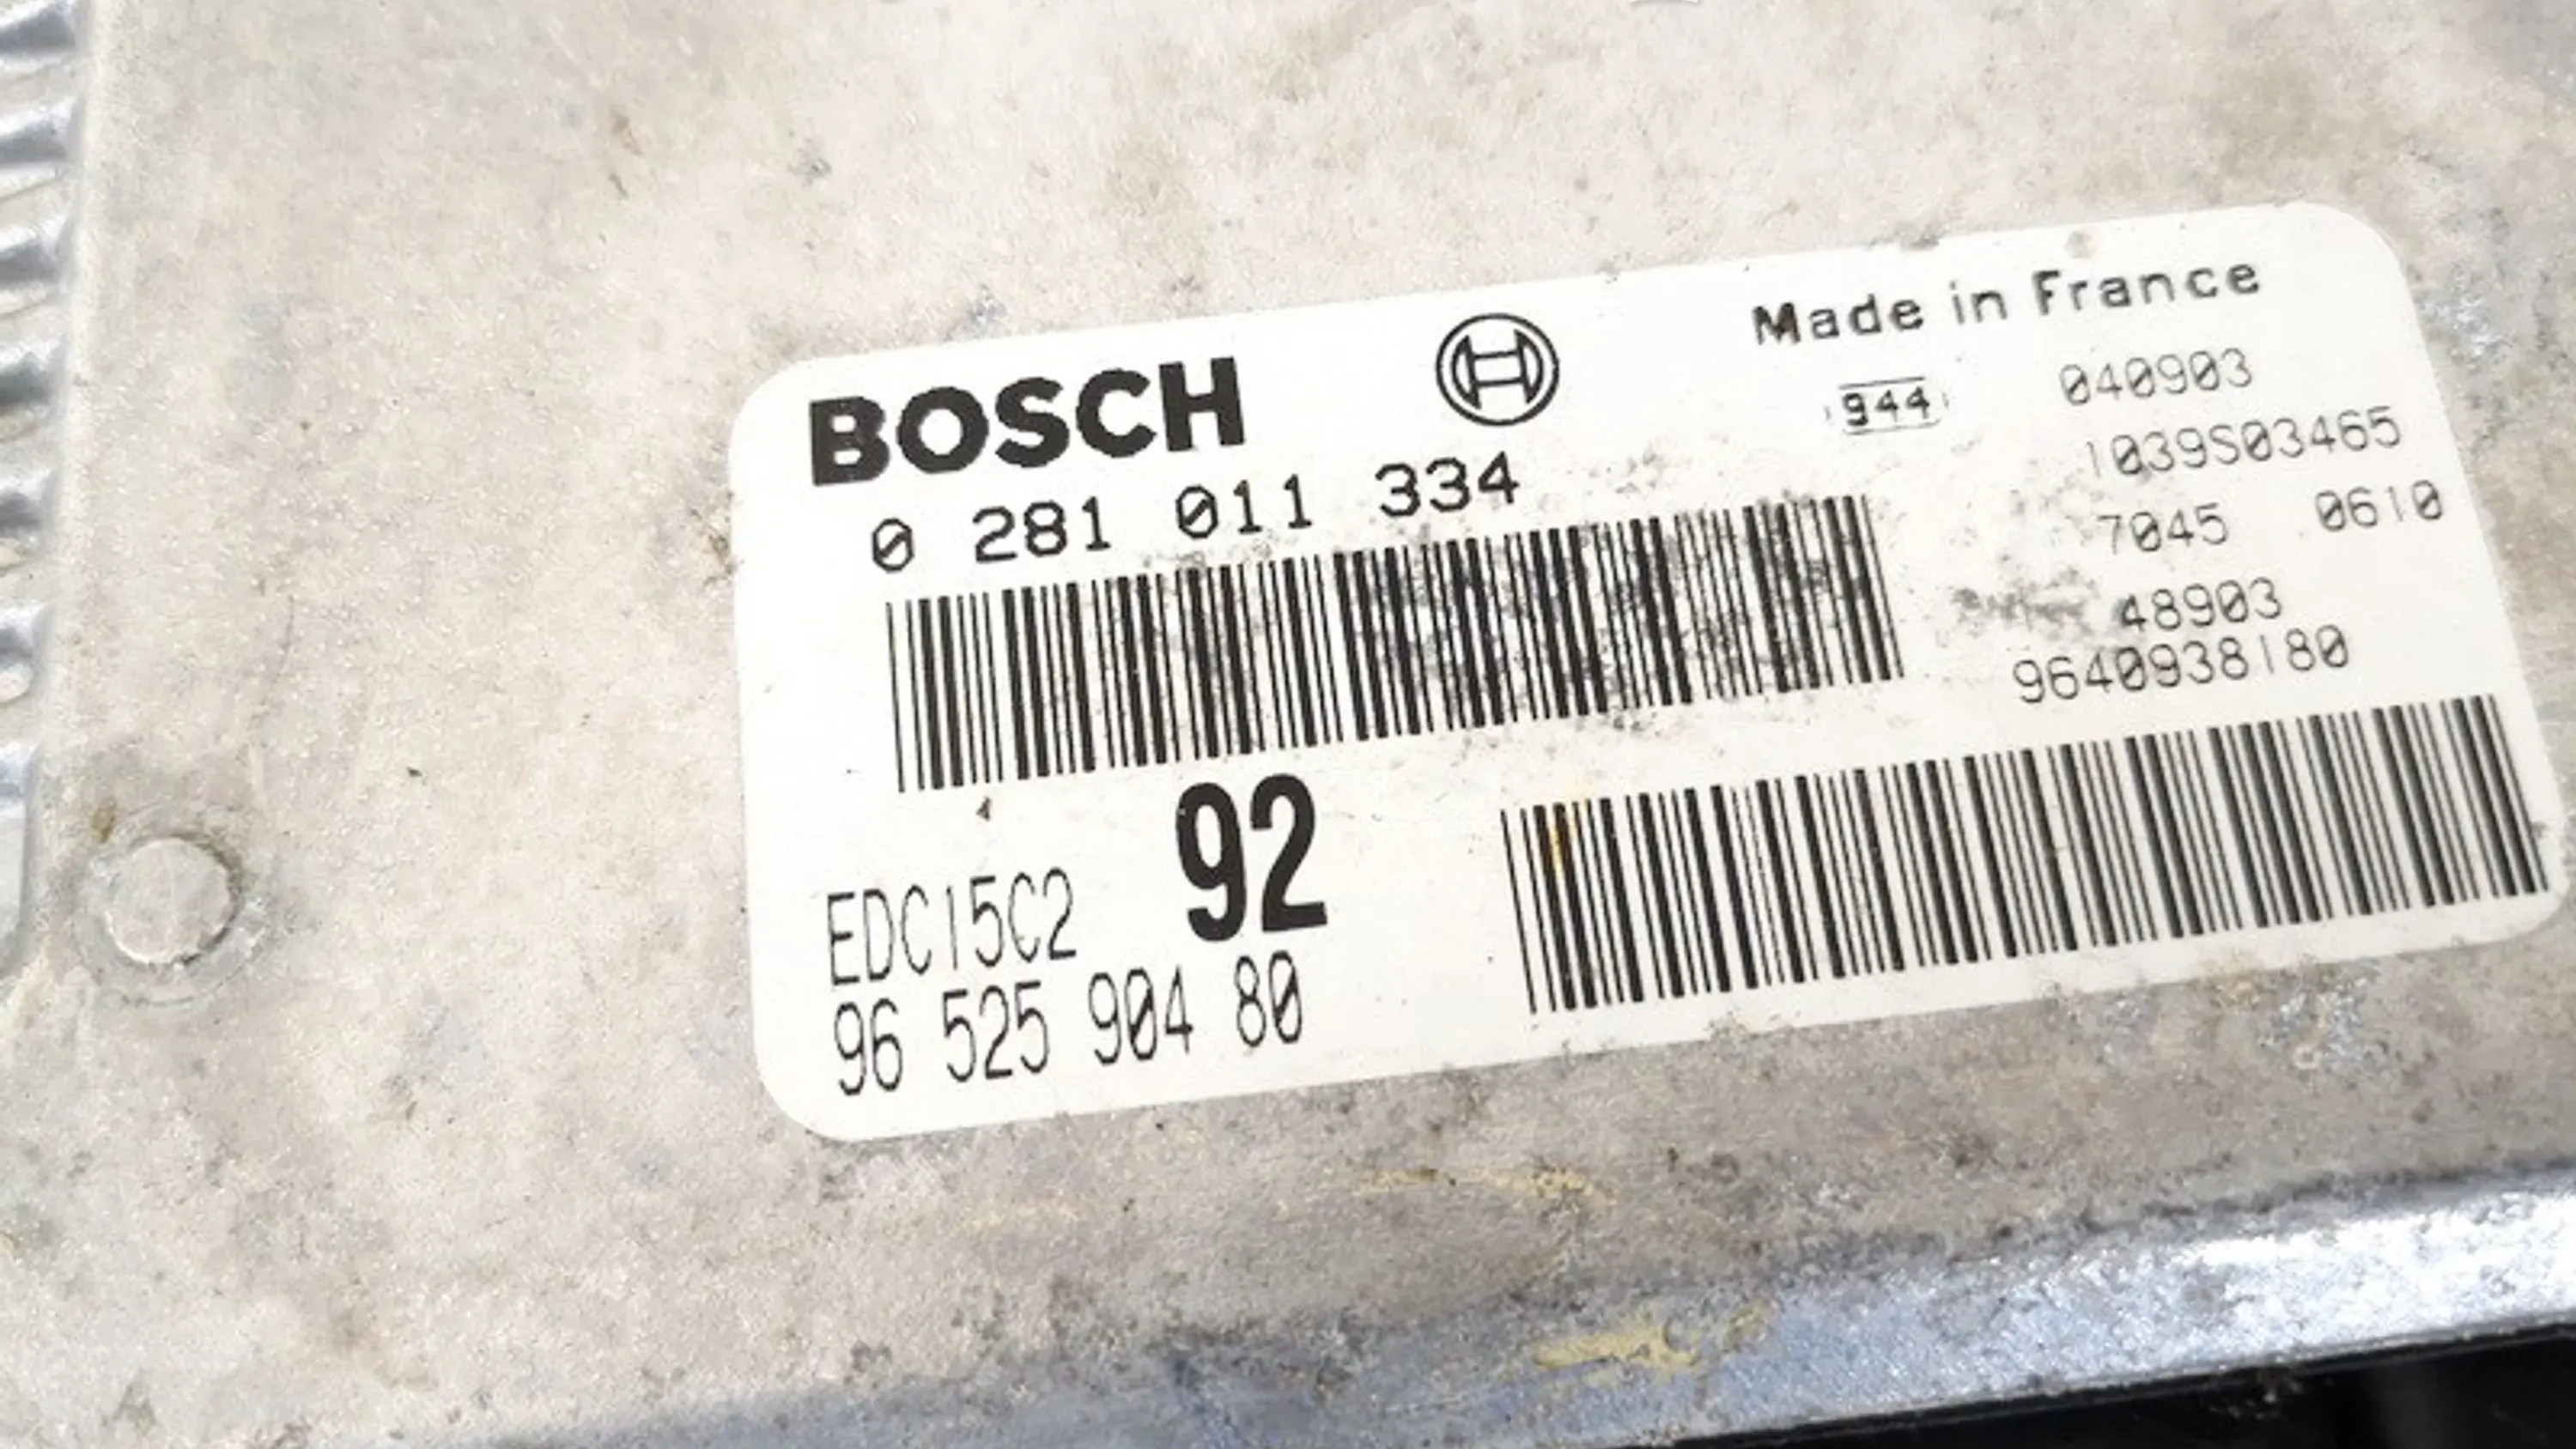 BOSCH
Made in France
0 281 011 334
944
040903
1039S03465
7045 0610
48903
9640938180
92
EDC15C2
96 525 904 80